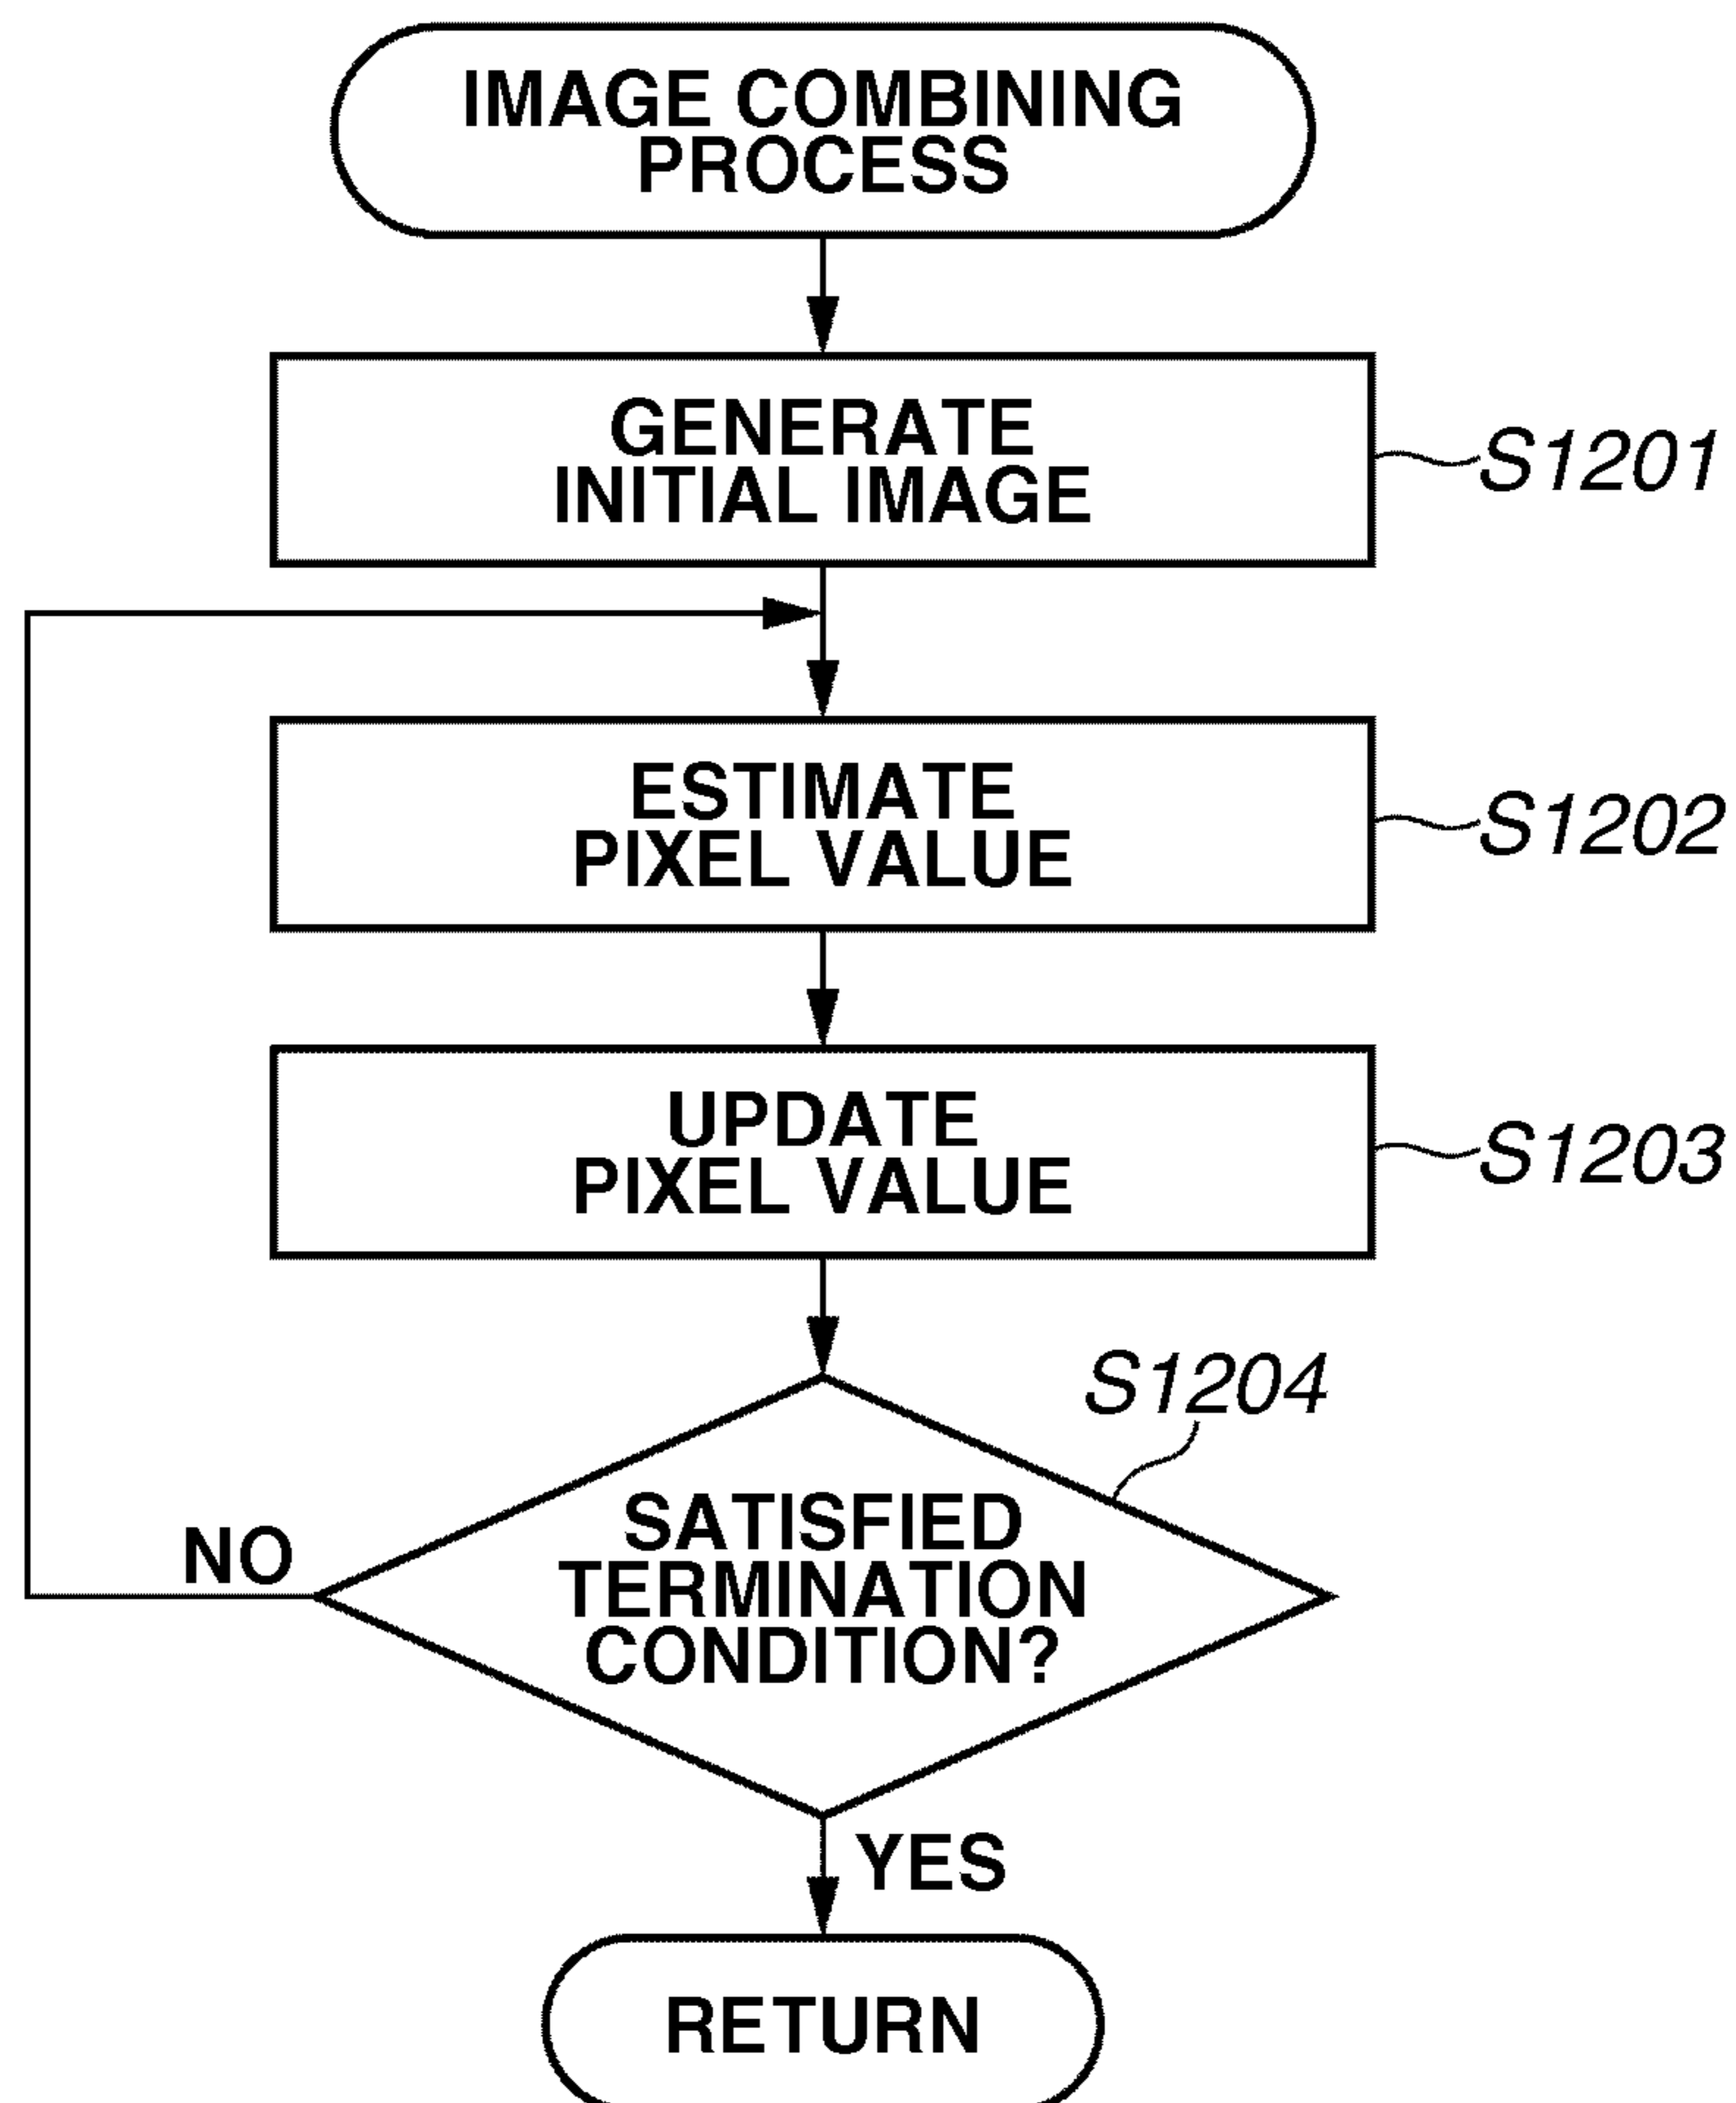 IMAGE COMBINING
PROCESS
GENERATE
INITIAL IMAGE
S1201
ESTIMATE
PIXEL VALUE
S1202
UPDATE
PIXEL VALUE
S1203
S1204
SATISFIED
TERMINATION
CONDITION?
NO
YES
RETURN